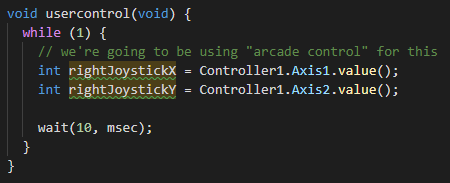 void usercontrol(void) {
while (1) {
// we're going to be using "arcade control" for this
int rightJoystickX = Controller1.Axis1.value();
int rightJoystickY = Controller1.Axis2.value();
wait(10, msec);
}
}